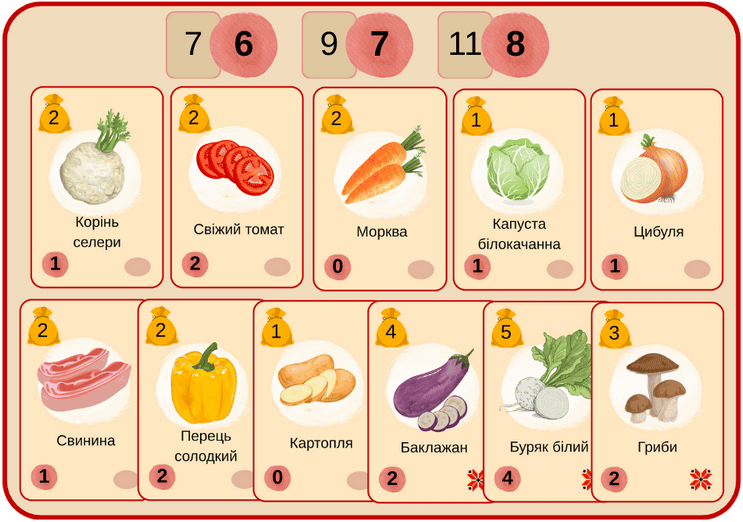 7 6 9 7 11 8
2 2 2 1 1
Корінь
селери
Свіжий томат
Морква
Капуста
білокачанна
Цибуля
1 2 0 1 1
2 2 1 4 5 3
Свинина
Перець
солодкий
Картопля
Баклажан
Буряк білий
Гриби
1 2 0 2 4 2